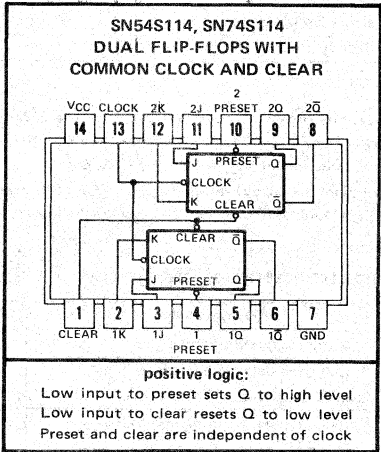 SN54S114, SN74S114
DUAL FLIP-FLOPS WITH
COMMON CLOCK AND CLEAR
2
VCC CLOCK 2K 2J PRESET 2Q 2Q̅
14 13 12 11 10 9 8
J PRESET Q
CLOCK
K CLEAR Q̅
K CLEAR Q̅
CLOCK
J PRESET Q
1 2 3 4 5 6 7
CLEAR 1K 1J 1 1Q 1Q̅ GND
PRESET
positive logic:
Low input to preset sets Q to high level
Low input to clear resets Q to low level
Preset and clear are independent of clock